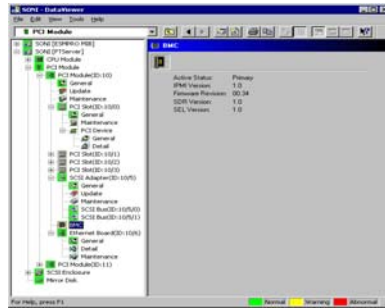 SONI - DataViewer
File Edit View Tools Help
PCI Module
SONI [ESMPRO MIB]
SONI [FTServer]
CPU Module
PCI Module
PCI Module(ID:10)
General
Update
Maintenance
PCI Slot(ID:10/0)
General
Maintenance
PCI Device
General
Detail
PCI Slot(ID:10/1)
PCI Slot(ID:10/2)
PCI Slot(ID:10/3)
SCSI Adapter(ID:10/5)
General
Update
Maintenance
SCSI Bus(ID:10/5/0)
SCSI Bus(ID:10/5/1)
BMC
Ethernet Board(ID:10/6)
General
Detail
Maintenance
PCI Module(ID:11)
SCSI Enclosure
Mirror Disk
BMC
Active Status: Primary
IPMI Version: 1.0
Firmware Revision: 00.34
SDR Version: 1.0
SEL Version: 1.0
For Help, press F1
Normal Warning Abnormal